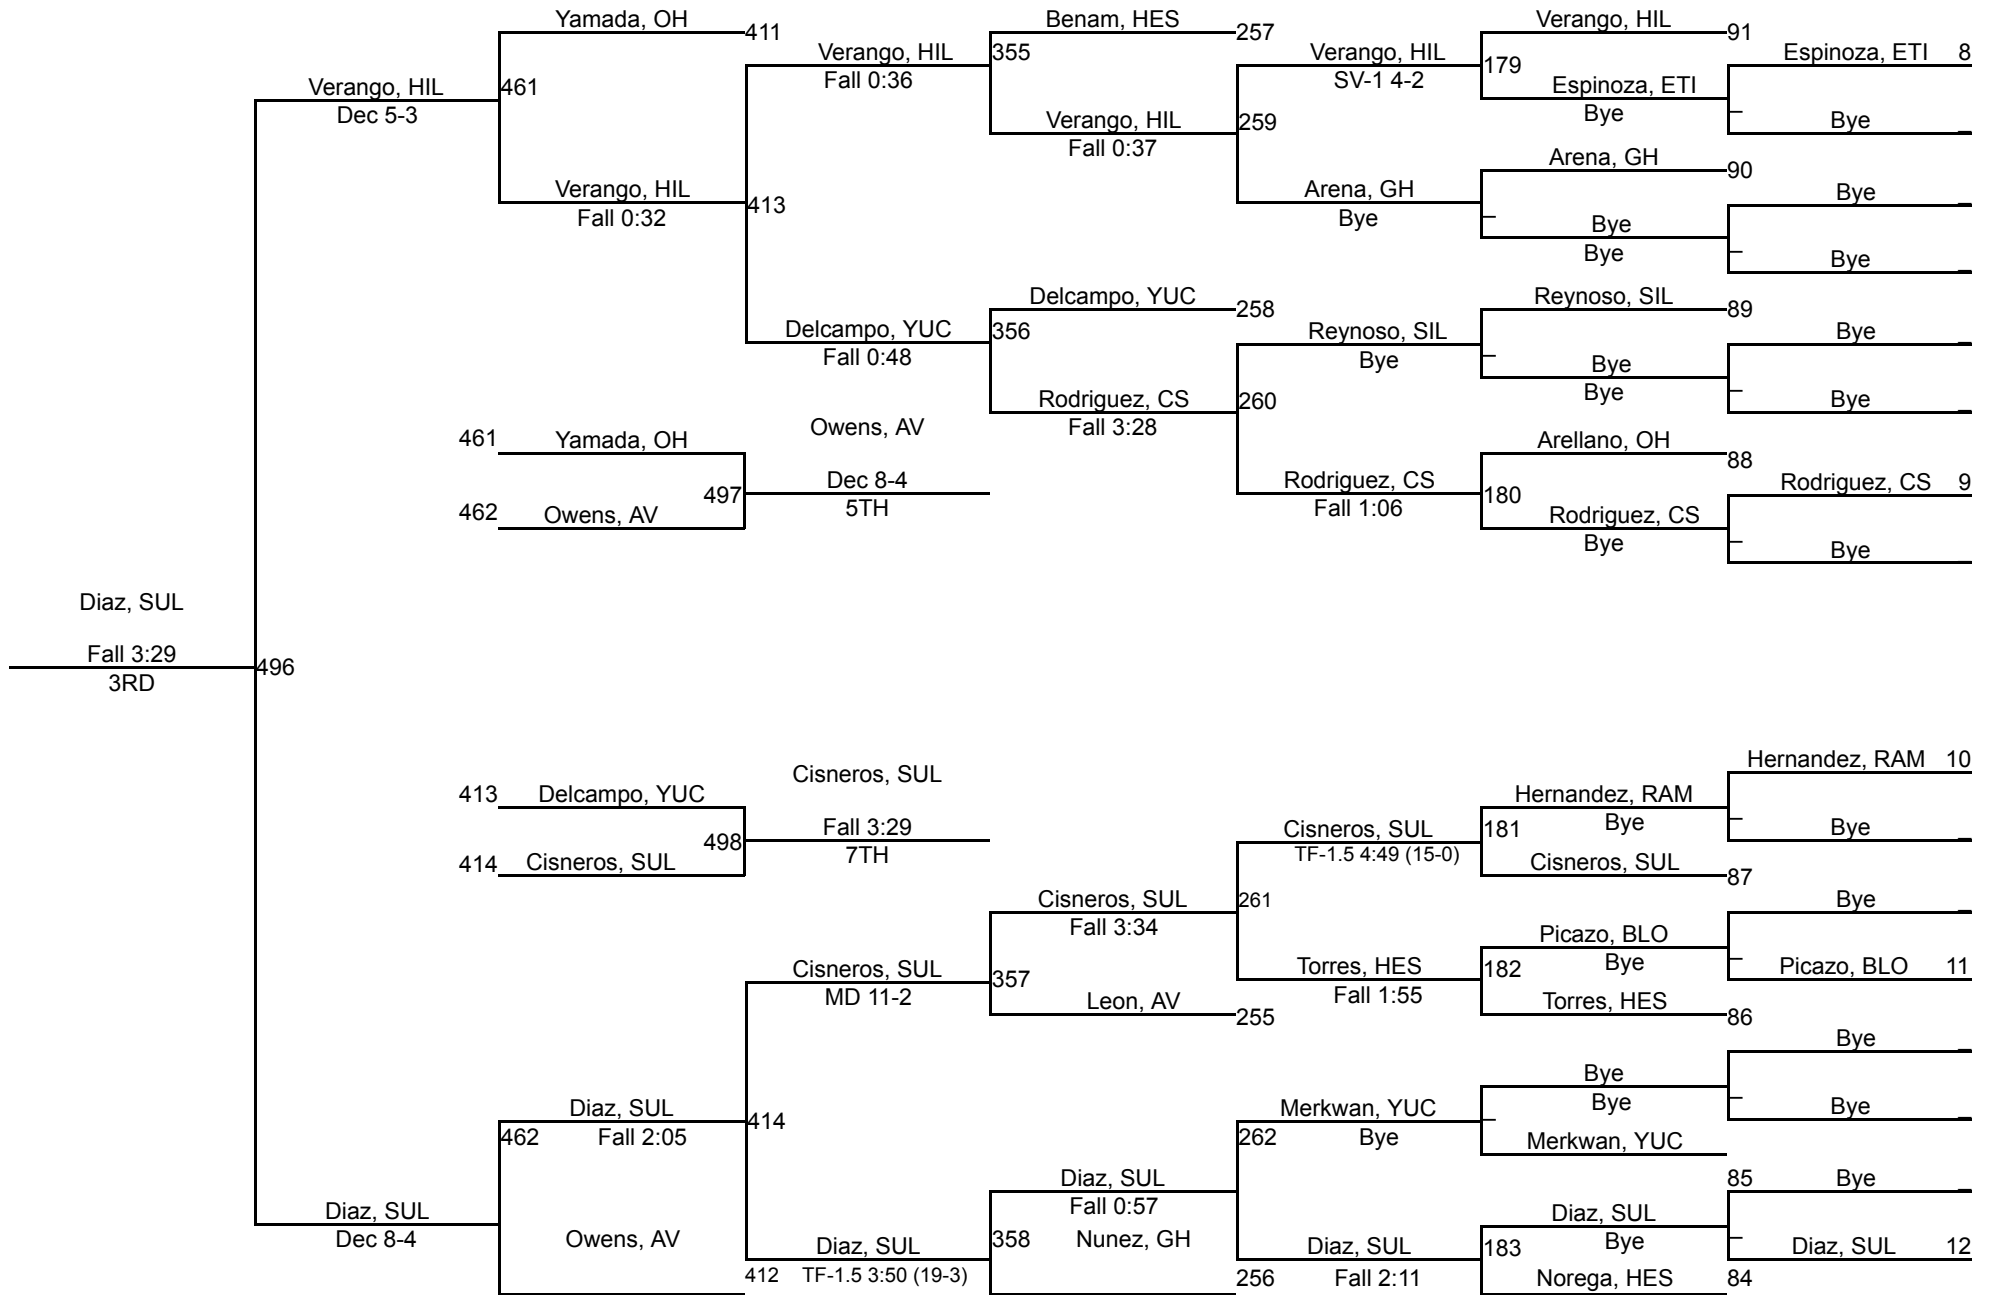 Yamada, OH
411
Benam, HES
257
Verango, HIL
91
Verango, HIL
Fall 0:36
355
Verango, HIL
SV-1 4-2
179
Espinoza, ETI 8
Verango, HIL
Dec 5-3
461
Espinoza, ETI
Bye
Verango, HIL
Fall 0:37
259
_
Bye _
Arena, GH
90
Verango, HIL
Fall 0:32
413
Arena, GH
Bye
_
Bye
Bye
Bye _
_
Bye _
Delcampo, YUC
258
Reynoso, SIL
89
Delcampo, YUC
Fall 0:48
356
Reynoso, SIL
Bye
_
Bye
Bye
Bye _
_
Bye _
Rodriguez, CS
Fall 3:28
260
Owens, AV
461 Yamada, OH
Arellano, OH
88
462 Owens, AV
497
Dec 8-4
5TH
Rodriguez, CS
Fall 1:06
180
Rodriguez, CS
Bye
Rodriguez, CS 9
_
Bye _
Diaz, SUL
Fall 3:29
3RD
496
Cisneros, SUL
413 Delcampo, YUC
414 Cisneros, SUL
498
Fall 3:29
7TH
Hernandez, RAM 10
Hernandez, RAM
Bye
_
Bye _
Cisneros, SUL
TF-1.5 4:49 (15-0)
181
Cisneros, SUL
87
Cisneros, SUL
Fall 3:34
261
Bye _
Picazo, BLO
Bye
_
Picazo, BLO 11
Cisneros, SUL
MD 11-2
357
Torres, HES
Fall 1:55
182
Torres, HES
86
Leon, AV
255
Bye _
Bye
Bye
_
Bye _
Diaz, SUL
462 Fall 2:05
414
Merkwan, YUC
262 Bye
_
Merkwan, YUC
85
Bye _
Diaz, SUL
Fall 0:57
Diaz, SUL
Bye
_
Diaz, SUL 12
Diaz, SUL
Dec 8-4
Owens, AV
412
Diaz, SUL
TF-1.5 3:50 (19-3)
358 Nunez, GH
256
Diaz, SUL
Fall 2:11
183
Norega, HES
84